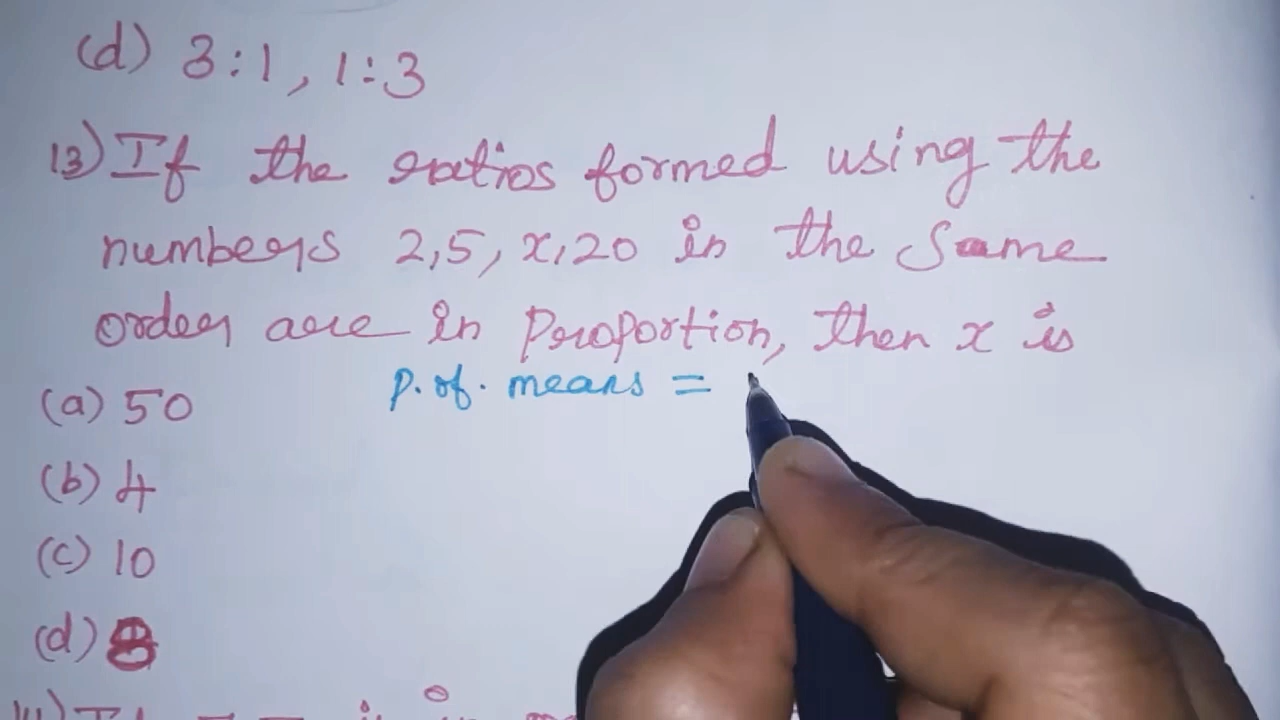 (d) 3:1, 1:3
13) If the ratios formed using the
numbers 2,5, x,20 in the Same
order are in Proportion, then x is
P. of. means =
(a) 50
(b) 4
(c) 10
(d) 8